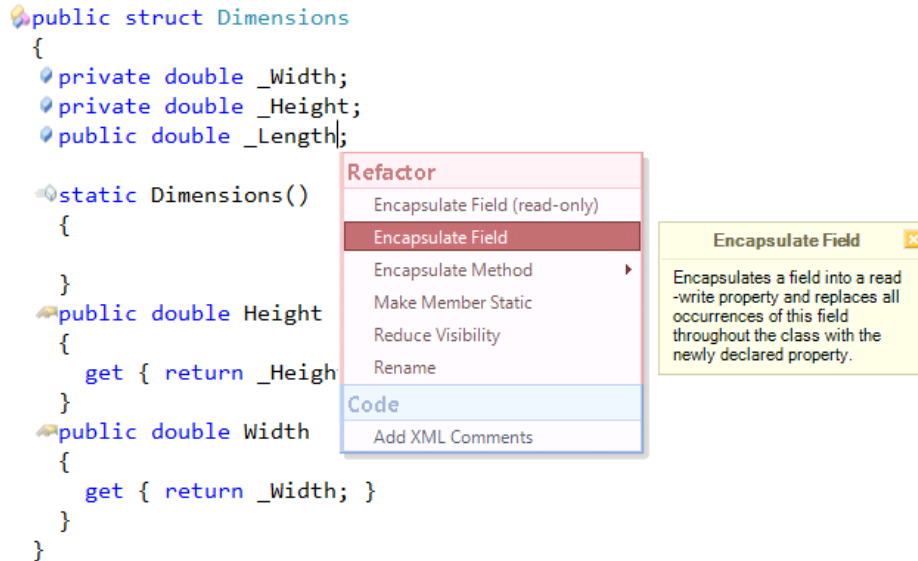 public struct Dimensions
{
private double _Width;
private double _Height;
public double _Length;
static Dimensions()
{
}
public double Height
{
get { return _Heigh
}
public double Width
{
get { return _Width; }
}
}
Refactor
Encapsulate Field (read-only)
Encapsulate Field
Encapsulate Method
Make Member Static
Reduce Visibility
Rename
Code
Add XML Comments
Encapsulate Field
Encapsulates a field into a read
-write property and replaces all
occurrences of this field
throughout the class with the
newly declared property.